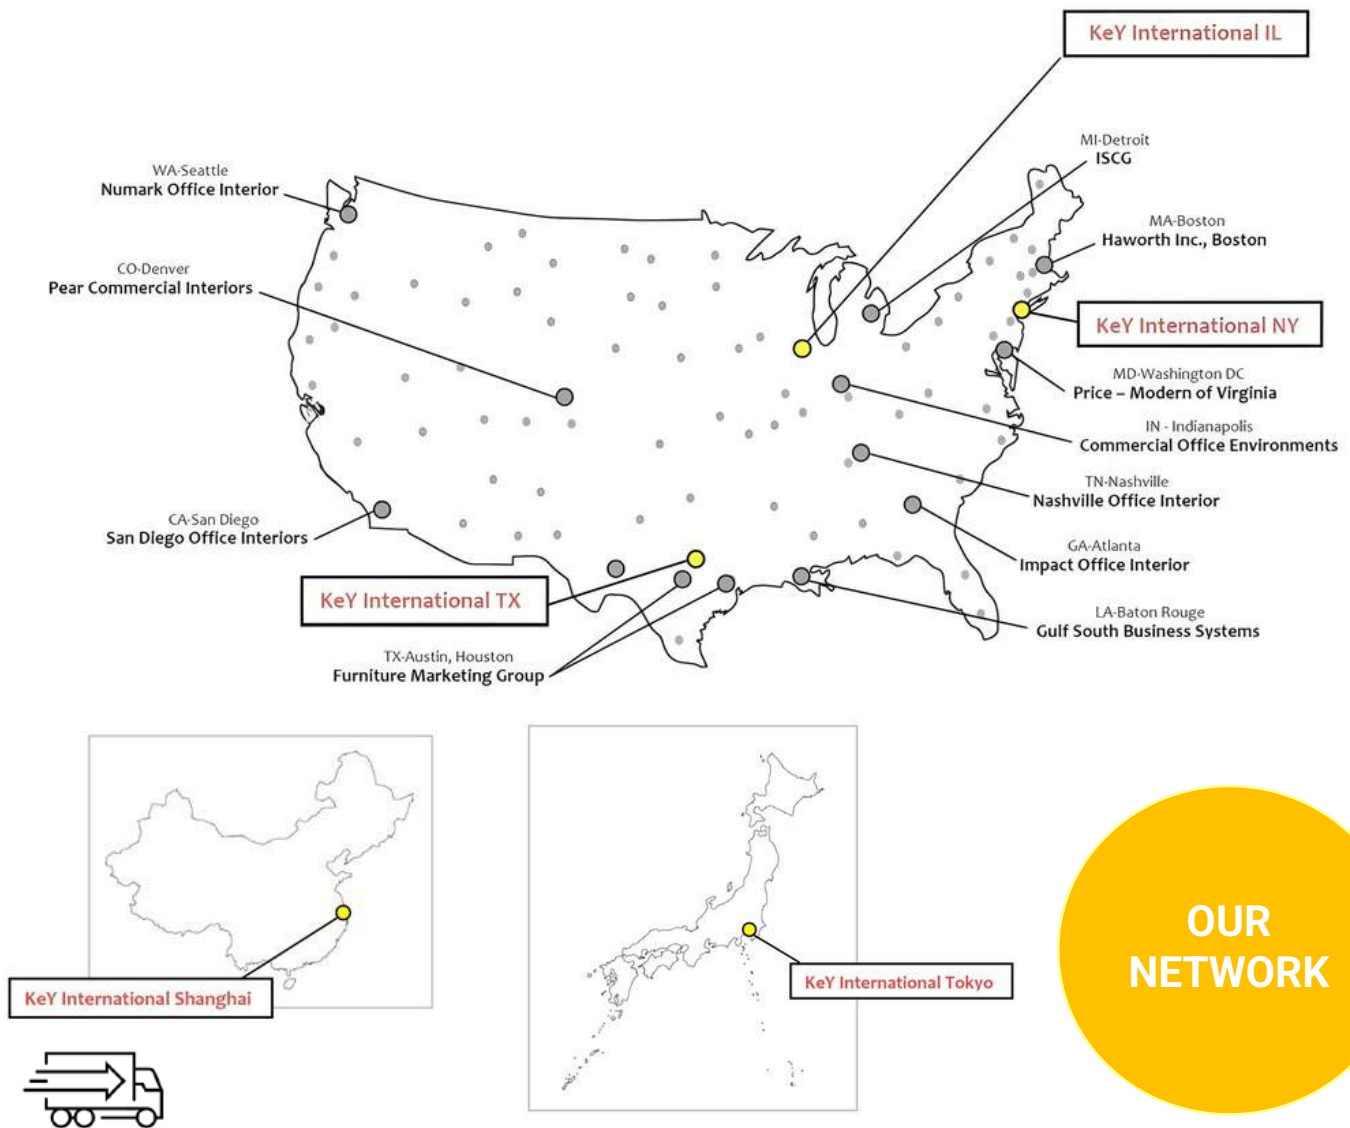 KeY International IL
MI-Detroit
ISCG
WA-Seattle
Numark Office Interior
MA-Boston
Haworth Inc., Boston
CO-Denver
Pear Commercial Interiors
KeY International NY
MD-Washington DC
Price – Modern of Virginia
IN - Indianapolis
Commercial Office Environments
TN-Nashville
Nashville Office Interior
CA-San Diego
San Diego Office Interiors
GA-Atlanta
Impact Office Interior
KeY International TX
LA-Baton Rouge
Gulf South Business Systems
TX-Austin, Houston
Furniture Marketing Group
KeY International Shanghai
KeY International Tokyo
OUR
NETWORK